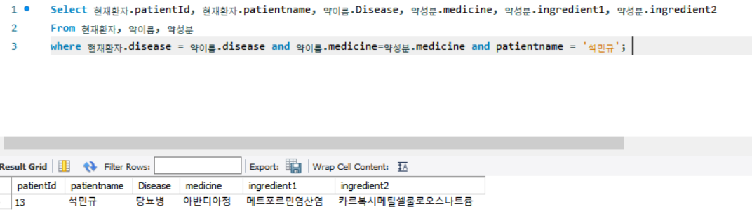 1 Select 현재환자.patientId, 현재환자.patientname, 약이름.Disease, 약성분.medicine, 약성분.ingredient1, 약성분.ingredient2
2 From 현재환자, 약이름, 약성분
3 where 현재환자.disease = 약이름.disease and 약이름.medicine=약성분.medicine and patientname = '석민규';
Result Grid Filter Rows: Export: Wrap Cell Content:
patientId patientname Disease medicine ingredient1 ingredient2
13 석민규 당뇨병 아반디아정 메트포르민염산염 카르복시메틸셀룰로오스나트륨